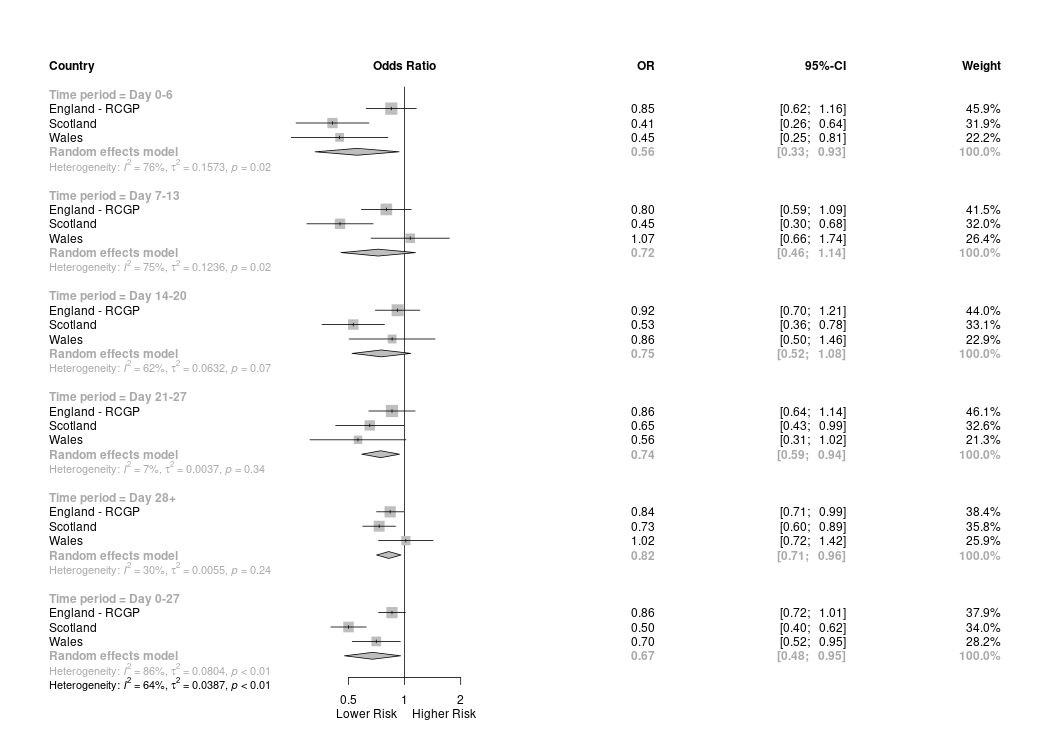 Country Odds Ratio OR 95%-CI Weight
Time period = Day 0-6
England - RCGP 0.85 [0.62; 1.16] 45.9%
Scotland 0.41 [0.26; 0.64] 31.9%
Wales 0.45 [0.25; 0.81] 22.2%
Random effects model 0.56 [0.33; 0.93] 100.0%
Heterogeneity: I² = 76%, τ² = 0.1573, p = 0.02
Time period = Day 7-13
England - RCGP 0.80 [0.59; 1.09] 41.5%
Scotland 0.45 [0.30; 0.68] 32.0%
Wales 1.07 [0.66; 1.74] 26.4%
Random effects model 0.72 [0.46; 1.14] 100.0%
Heterogeneity: I² = 75%, τ² = 0.1236, p = 0.02
Time period = Day 14-20
England - RCGP 0.92 [0.70; 1.21] 44.0%
Scotland 0.53 [0.36; 0.78] 33.1%
Wales 0.86 [0.50; 1.46] 22.9%
Random effects model 0.75 [0.52; 1.08] 100.0%
Heterogeneity: I² = 62%, τ² = 0.0632, p = 0.07
Time period = Day 21-27
England - RCGP 0.86 [0.64; 1.14] 46.1%
Scotland 0.65 [0.43; 0.99] 32.6%
Wales 0.56 [0.31; 1.02] 21.3%
Random effects model 0.74 [0.59; 0.94] 100.0%
Heterogeneity: I² = 7%, τ² = 0.0037, p = 0.34
Time period = Day 28+
England - RCGP 0.84 [0.71; 0.99] 38.4%
Scotland 0.73 [0.60; 0.89] 35.8%
Wales 1.02 [0.72; 1.42] 25.9%
Random effects model 0.82 [0.71; 0.96] 100.0%
Heterogeneity: I² = 30%, τ² = 0.0055, p = 0.24
Time period = Day 0-27
England - RCGP 0.86 [0.72; 1.01] 37.9%
Scotland 0.50 [0.40; 0.62] 34.0%
Wales 0.70 [0.52; 0.95] 28.2%
Random effects model 0.67 [0.48; 0.95] 100.0%
Heterogeneity: I² = 86%, τ² = 0.0804, p < 0.01
Heterogeneity: I² = 64%, τ² = 0.0387, p < 0.01
0.5 1 2
Lower Risk Higher Risk